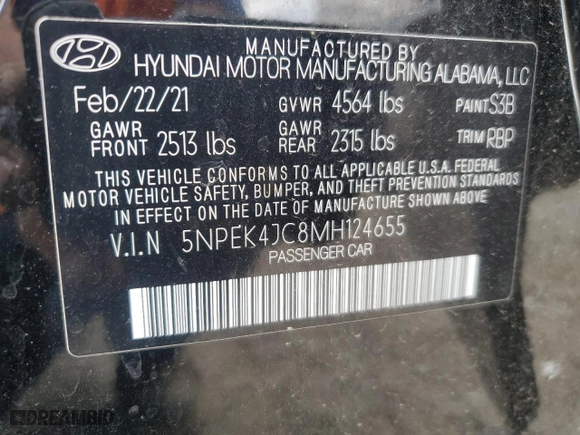 MANUFACTURED BY
HYUNDAI MOTOR MANUFACTURING ALABAMA, LLC
Feb/22/21 GVWR 4564 lbs PAINT S3B
GAWR FRONT 2513 lbs GAWR REAR 2315 lbs TRIM RBP
THIS VEHICLE CONFORMS TO ALL APPLICABLE U.S.A. FEDERAL
MOTOR VEHICLE SAFETY, BUMPER, AND THEFT PREVENTION STANDARDS
IN EFFECT ON THE DATE OF MANUFACTURE SHOWN ABOVE
V.I.N 5NPEK4JC8MH124655
PASSENGER CAR
DREAMBID